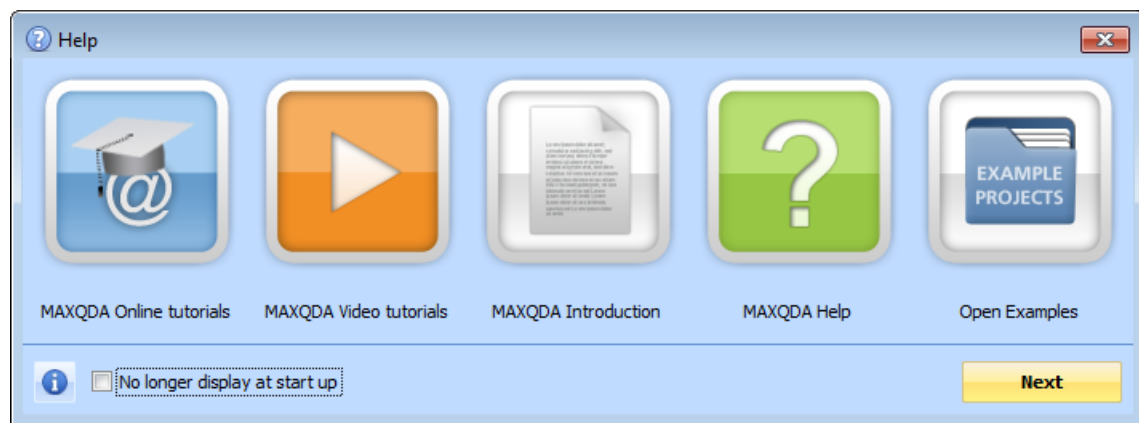 Help
@
?
EXAMPLE
PROJECTS
MAXQDA Online tutorials
MAXQDA Video tutorials
MAXQDA Introduction
MAXQDA Help
Open Examples
No longer display at start up
Next